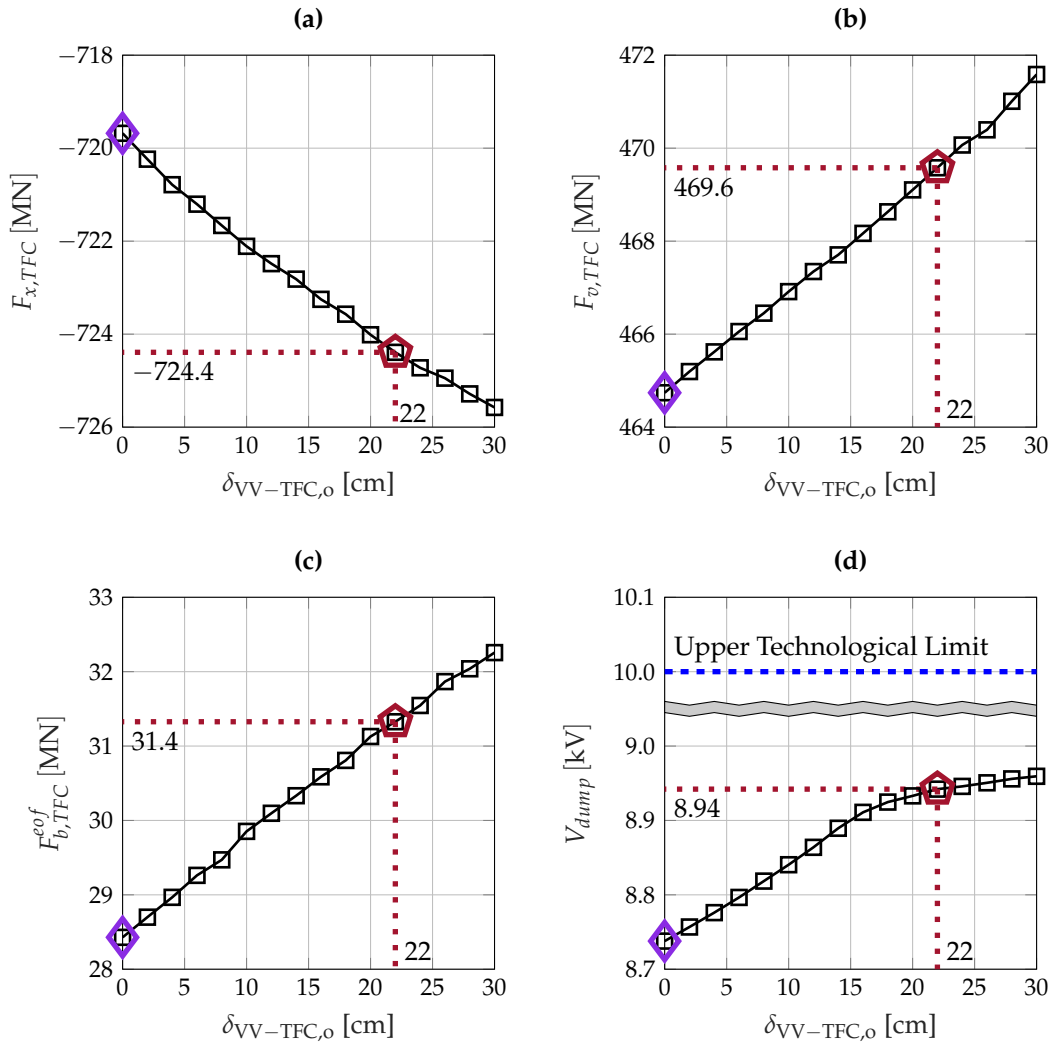 (a)
−718
−720
−722
−724
−726
F_{x,TFC} [MN]
−724.4
22
0 5 10 15 20 25 30
δ_{VV−TFC,o} [cm]
(b)
472
470
468
466
464
F_{v,TFC} [MN]
469.6
22
0 5 10 15 20 25 30
δ_{VV−TFC,o} [cm]
(c)
33
32
31
30
29
28
F^{eof}_{b,TFC} [MN]
31.4
22
0 5 10 15 20 25 30
δ_{VV−TFC,o} [cm]
(d)
10.1
10.0
9.0
8.9
8.8
8.7
V_{dump} [kV]
Upper Technological Limit
8.94
22
0 5 10 15 20 25 30
δ_{VV−TFC,o} [cm]